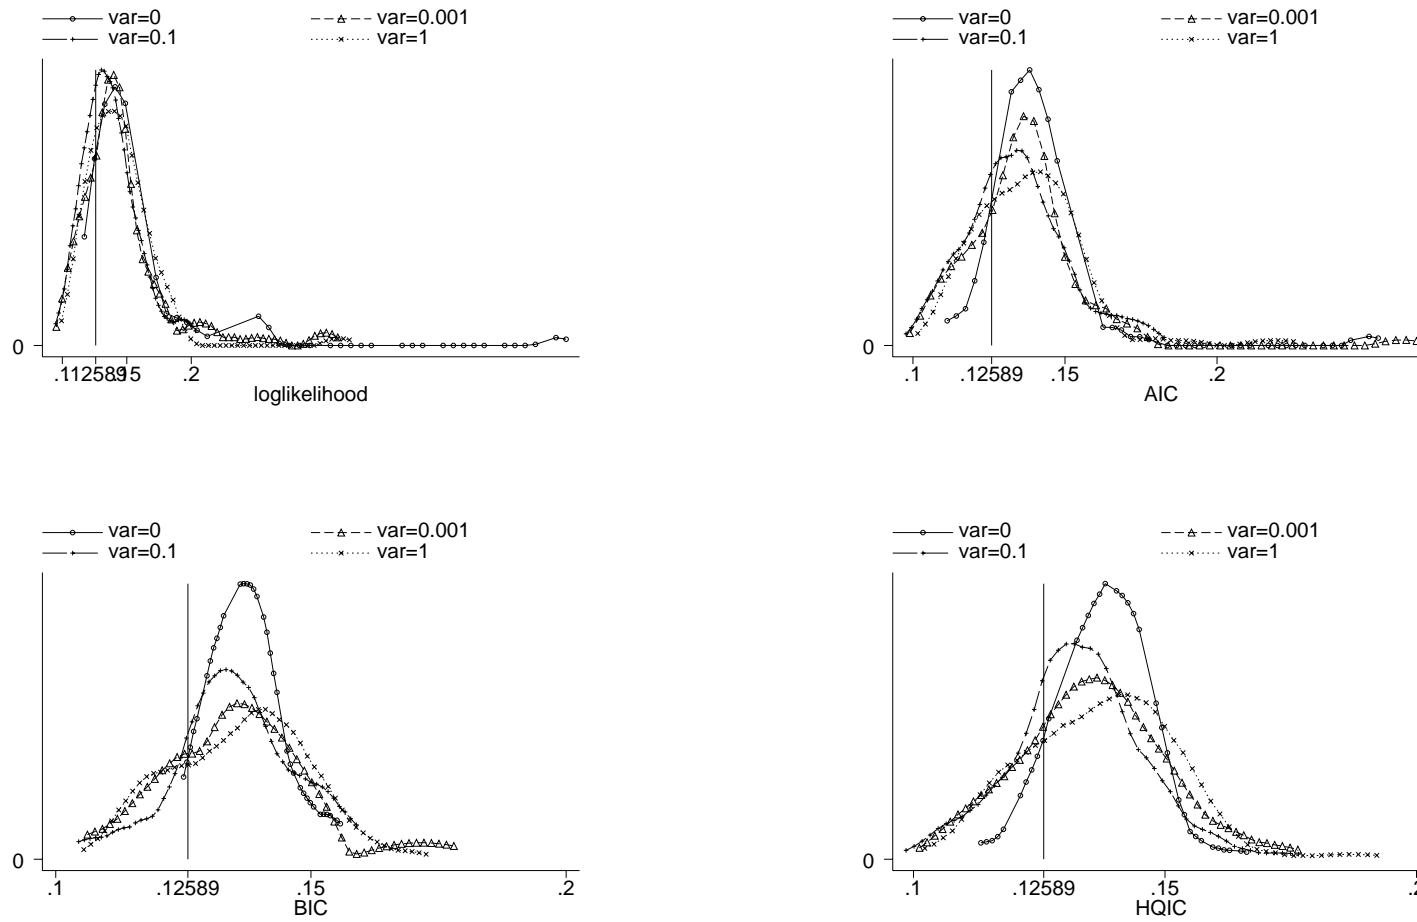 var=0 var=0.001
var=0.1 var=1
0
.1 .12589 .15 .2
loglikelihood
var=0 var=0.001
var=0.1 var=1
0
.1 .12589 .15 .2
AIC
var=0 var=0.001
var=0.1 var=1
0
.1 .12589 .15 .2
BIC
var=0 var=0.001
var=0.1 var=1
0
.1 .12589 .15
HQIC